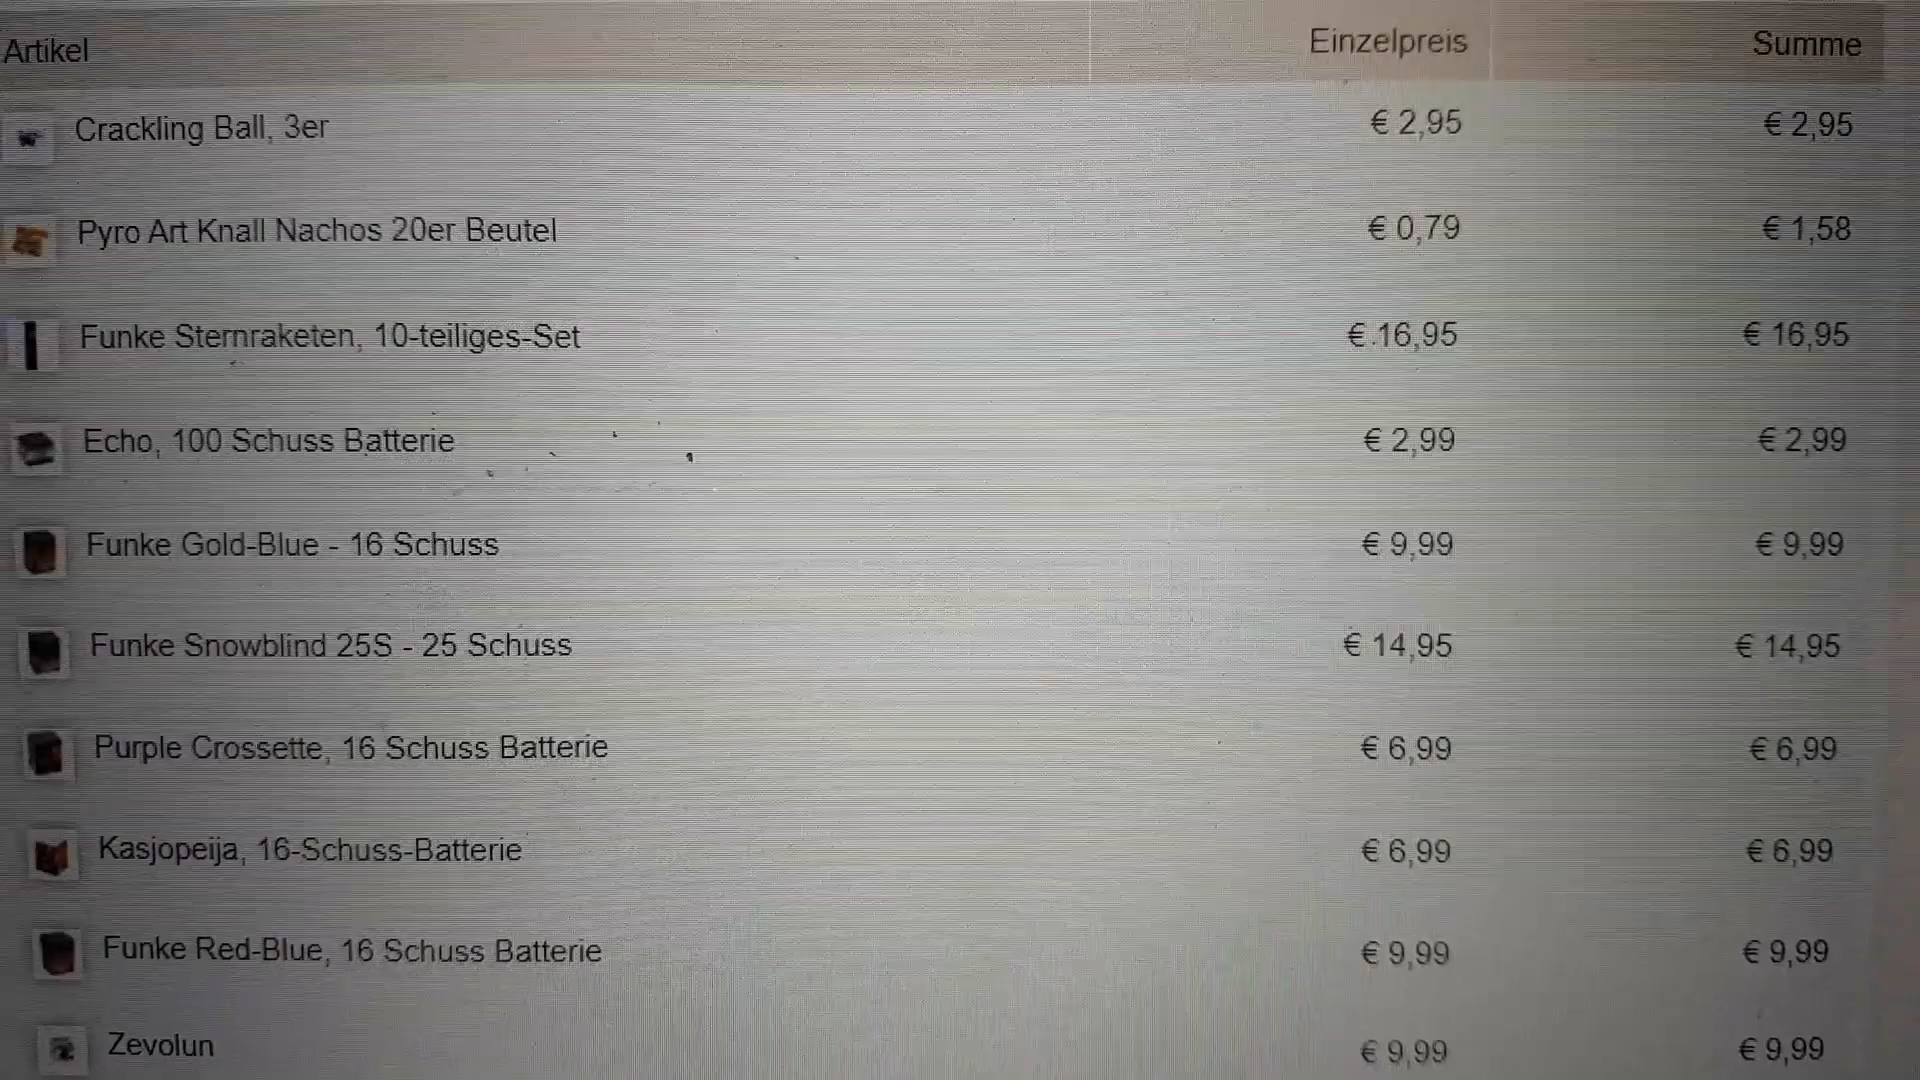 Artikel Einzelpreis Summe
Crackling Ball, 3er € 2,95 € 2,95
Pyro Art Knall Nachos 20er Beutel € 0,79 € 1,58
Funke Sternraketen, 10-teiliges-Set € 16,95 € 16,95
Echo, 100 Schuss Batterie € 2,99 € 2,99
Funke Gold-Blue - 16 Schuss € 9,99 € 9,99
Funke Snowblind 25S - 25 Schuss € 14,95 € 14,95
Purple Crossette, 16 Schuss Batterie € 6,99 € 6,99
Kasjopeija, 16-Schuss-Batterie € 6,99 € 6,99
Funke Red-Blue, 16 Schuss Batterie € 9,99 € 9,99
Zevolun € 9,99 € 9,99